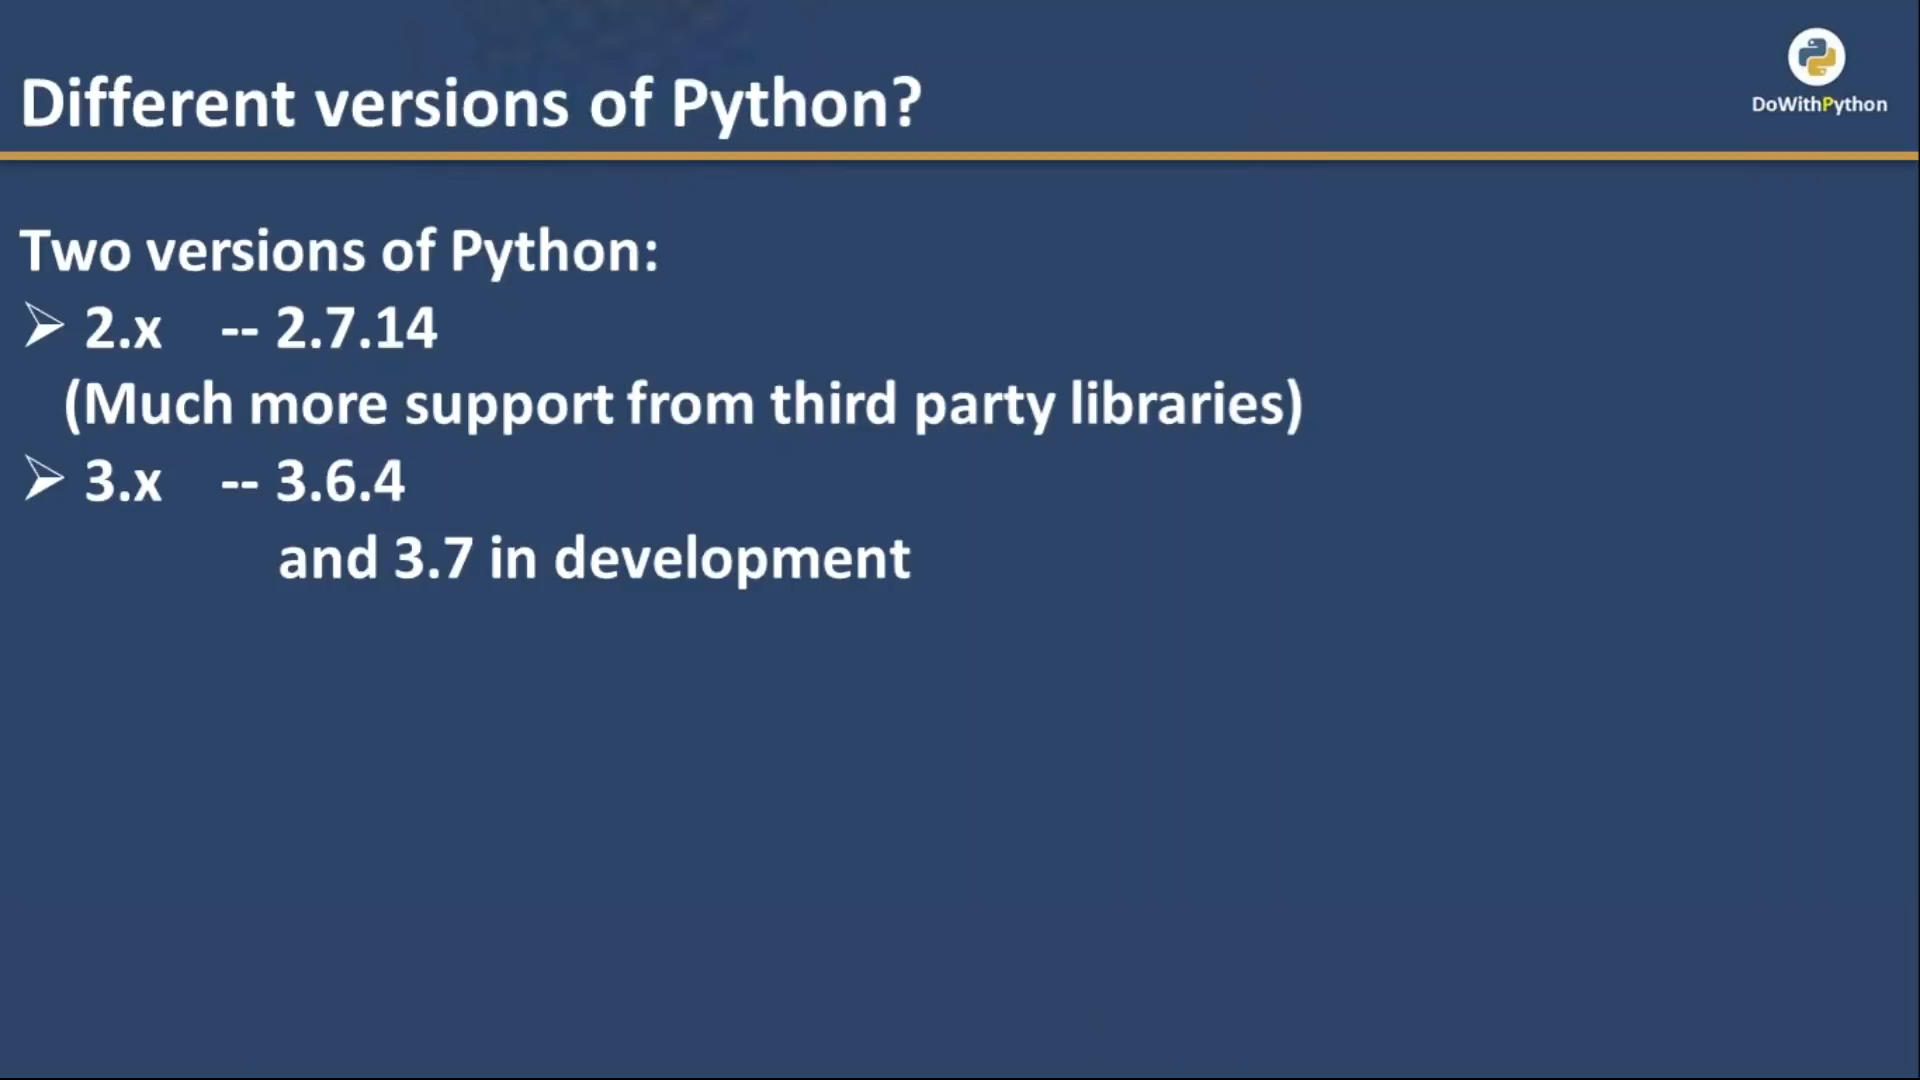 Different versions of Python?
DoWithPython
Two versions of Python:
➢ 2.x -- 2.7.14
(Much more support from third party libraries)
➢ 3.x -- 3.6.4
and 3.7 in development